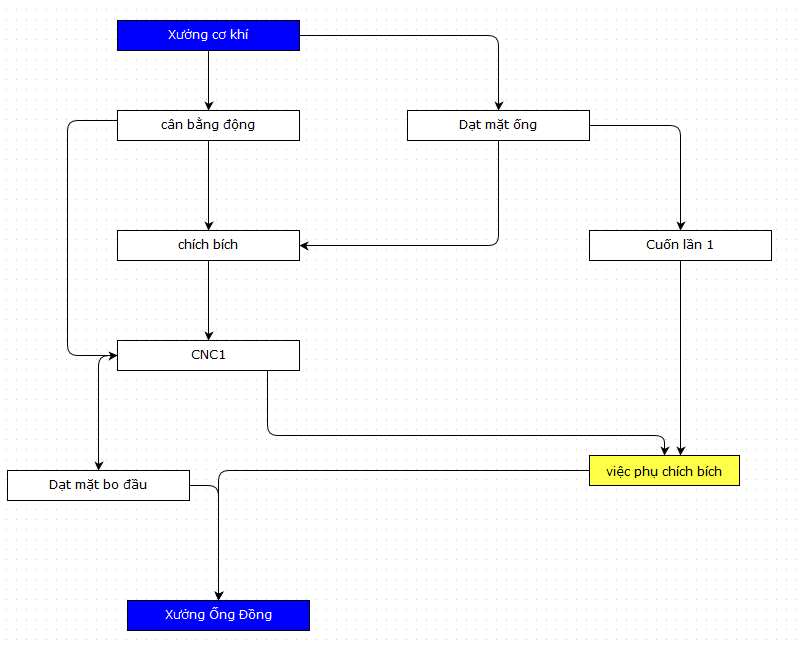 Xưởng cơ khí
cân bằng động
Dạt mặt ống
chích bích
Cuốn lần 1
CNC1
việc phụ chích bích
Dạt mặt bo đầu
Xưởng Ống Đồng